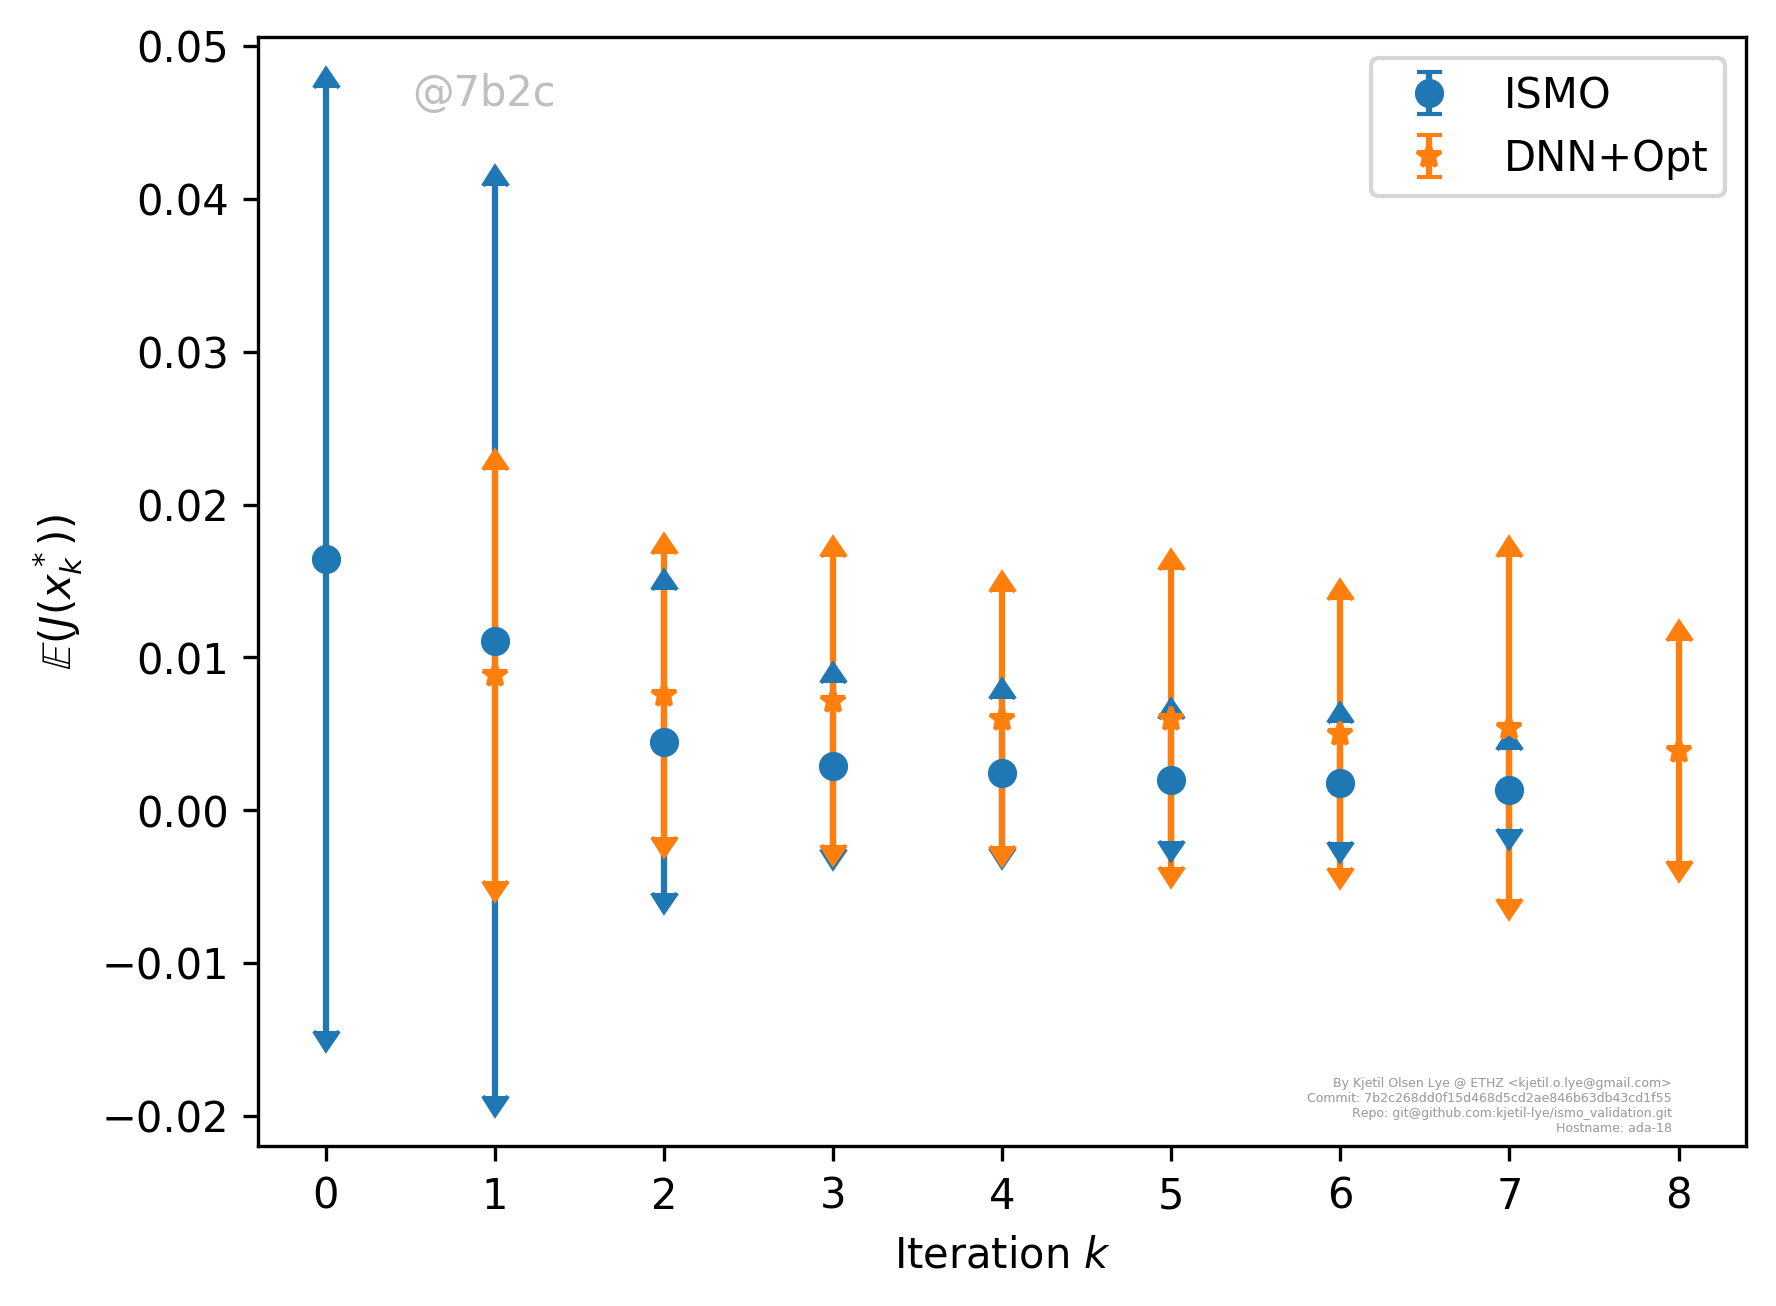 0.05
0.04
0.03
0.02
0.01
0.00
−0.01
−0.02
𝔼(J(x*k))
@7b2c
ISMO
DNN+Opt
By Kjetil Olsen Lye @ ETHZ <kjetil.o.lye@gmail.com>
Commit: 7b2c268dd0f15d468d5cd2ae846b63db43cd1f55
Repo: git@github.com:kjetil-lye/ismo_validation.git
Hostname: ada-18
0 1 2 3 4 5 6 7 8
Iteration k